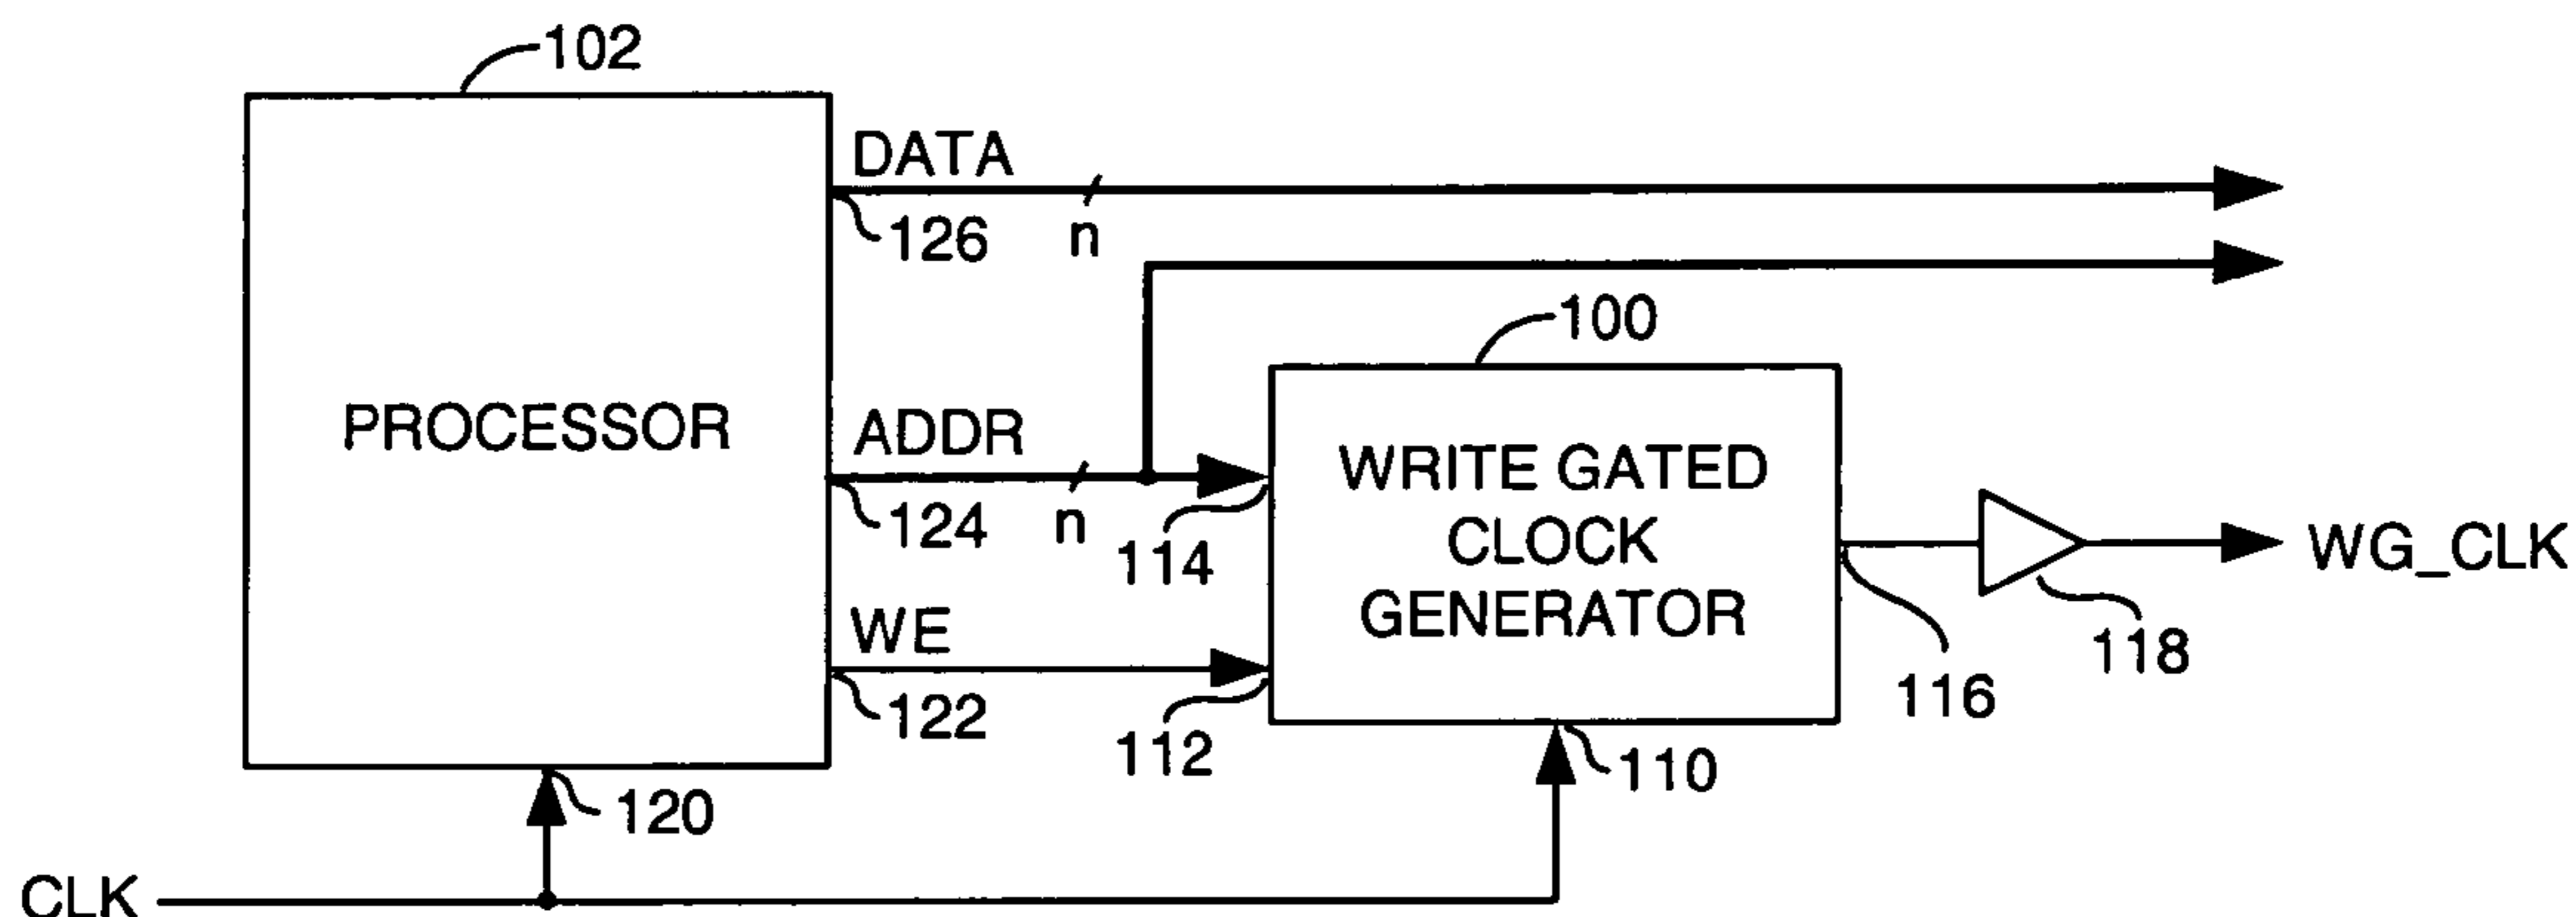 102
DATA
126
n
100
PROCESSOR
ADDR
124
n
114
WRITE GATED
CLOCK
GENERATOR
WG_CLK
WE
122
112
116
118
110
120
CLK